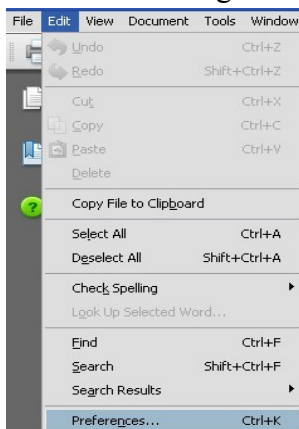 File Edit View Document Tools Window
Undo Ctrl+Z
Redo Shift+Ctrl+Z
Cut Ctrl+X
Copy Ctrl+C
Paste Ctrl+V
Delete
Copy File to Clipboard
Select All Ctrl+A
Deselect All Shift+Ctrl+A
Check Spelling
Look Up Selected Word...
Find Ctrl+F
Search Shift+Ctrl+F
Search Results
Preferences... Ctrl+K